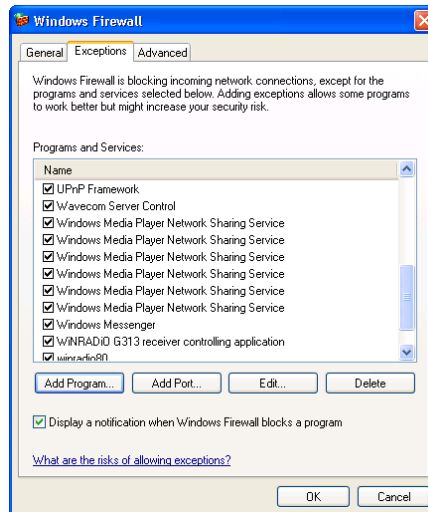 Windows Firewall
General Exceptions Advanced
Windows Firewall is blocking incoming network connections, except for the
programs and services selected below. Adding exceptions allows some programs
to work better but might increase your security risk.
Programs and Services:
Name
UPnP Framework
Wavecom Server Control
Windows Media Player Network Sharing Service
Windows Media Player Network Sharing Service
Windows Media Player Network Sharing Service
Windows Media Player Network Sharing Service
Windows Media Player Network Sharing Service
Windows Media Player Network Sharing Service
Windows Messenger
WiNRADiO G313 receiver controlling application
winradio80
Add Program... Add Port... Edit... Delete
Display a notification when Windows Firewall blocks a program
What are the risks of allowing exceptions?
OK Cancel